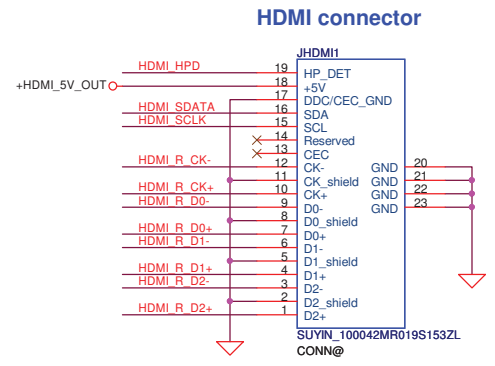 HDMI connector
JHDMI1
HDMI_HPD 19 HP_DET
+HDMI_5V_OUT 18 +5V
17 DDC/CEC_GND
HDMI_SDATA 16 SDA
HDMI_SCLK 15 SCL
14 Reserved
13 CEC
HDMI_R_CK- 12 CK- GND 20
11 CK_shield GND 21
HDMI_R_CK+ 10 CK+ GND 22
HDMI_R_D0- 9 D0- GND 23
8 D0_shield
HDMI_R_D0+ 7 D0+
HDMI_R_D1- 6 D1-
5 D1_shield
HDMI_R_D1+ 4 D1+
HDMI_R_D2- 3 D2-
2 D2_shield
HDMI_R_D2+ 1 D2+
SUYIN_100042MR019S153ZL
CONN@